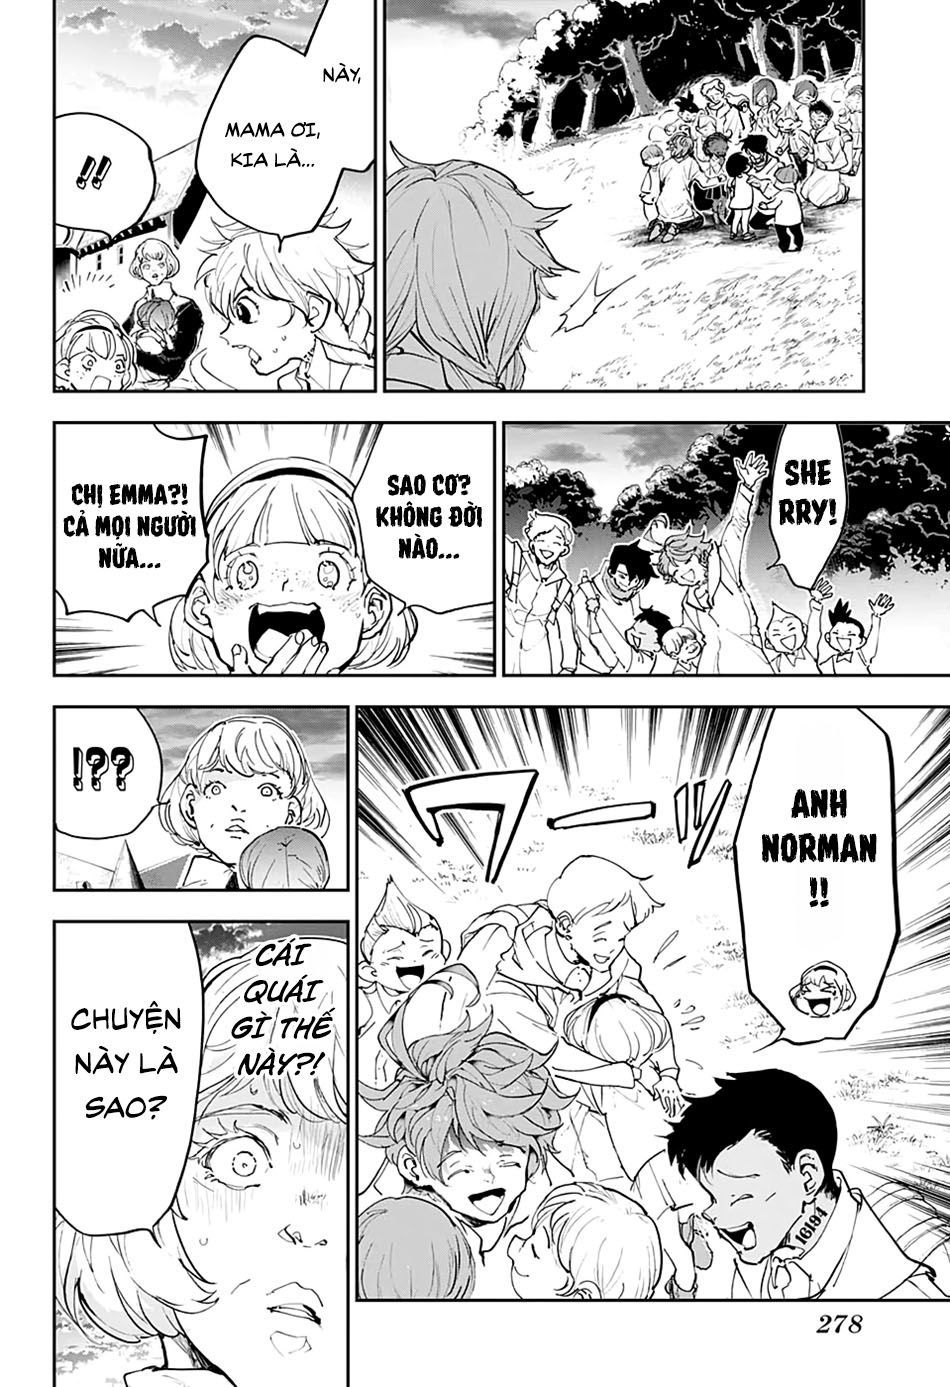 NÀY,
MAMA ƠI,
KIA LÀ...
!!
SHE
RRY!
SAO CƠ?
KHÔNG ĐỜI
NÀO...
CHỊ EMMA?!
CẢ MỌI NGƯỜI
NỮA...
ANH
NORMAN
!!
ワーッ
16194
!??
CÁI
QUÁI
GÌ THẾ
NÀY?!
CHUYỆN
NÀY LÀ
SAO?
278